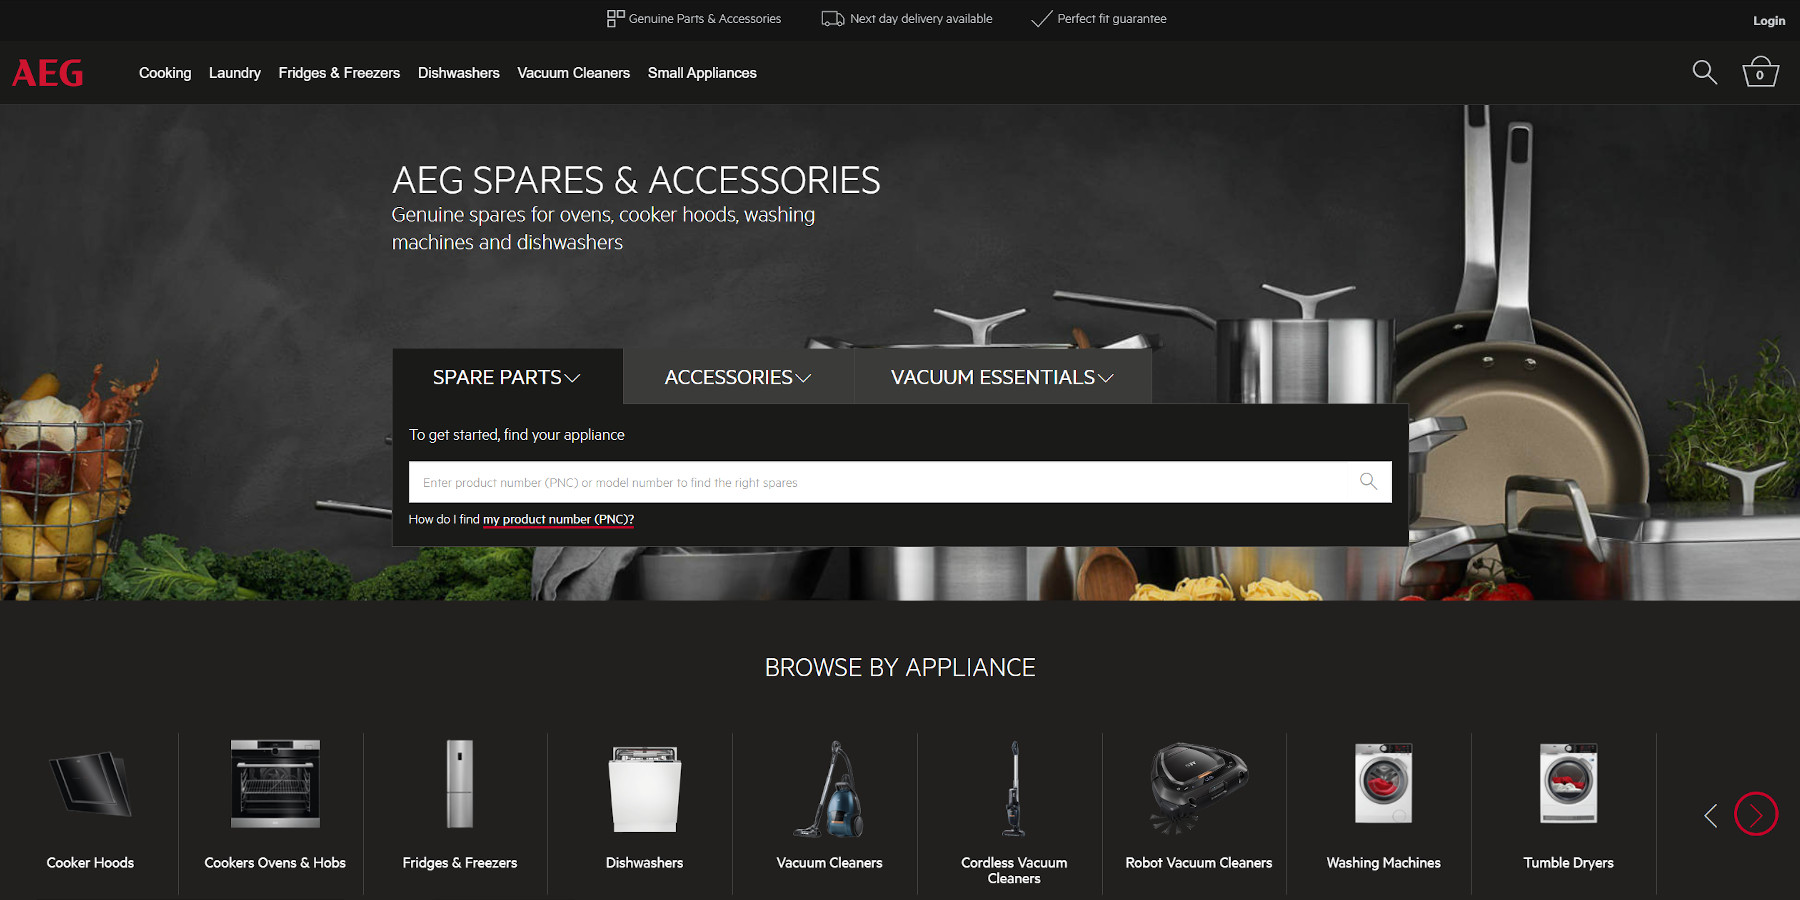 Genuine Parts & Accessories
Next day delivery available
Perfect fit guarantee
Login
AEG
Cooking
Laundry
Fridges & Freezers
Dishwashers
Vacuum Cleaners
Small Appliances
0
AEG SPARES & ACCESSORIES
Genuine spares for ovens, cooker hoods, washing
machines and dishwashers
SPARE PARTS
ACCESSORIES
VACUUM ESSENTIALS
To get started, find your appliance
Enter product number (PNC) or model number to find the right spares
How do I find my product number (PNC)?
BROWSE BY APPLIANCE
Cooker Hoods
Cookers Ovens & Hobs
Fridges & Freezers
Dishwashers
Vacuum Cleaners
Cordless Vacuum
Cleaners
Robot Vacuum Cleaners
Washing Machines
Tumble Dryers